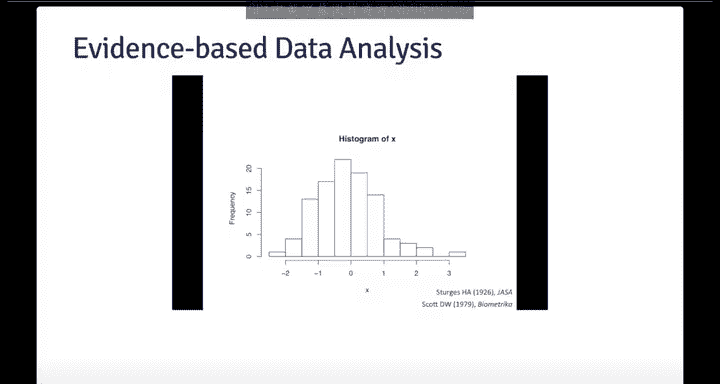 Evidence-based Data Analysis
Histogram of x
Frequency
20
15
10
5
0
−2 −1 0 1 2 3
x
Sturges HA (1926), JASA
Scott DW (1979), Biometrika